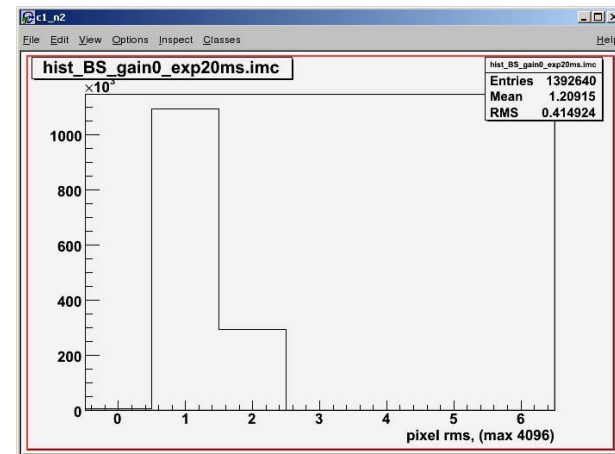 c1_n2
File Edit View Options Inspect Classes Help
hist_BS_gain0_exp20ms.imc
hist_BS_gain0_exp20ms.imc
Entries 1392640
Mean 1.20915
RMS 0.414924
×10³
1000
800
600
400
200
0
0 1 2 3 4 5 6
pixel rms, (max 4096)